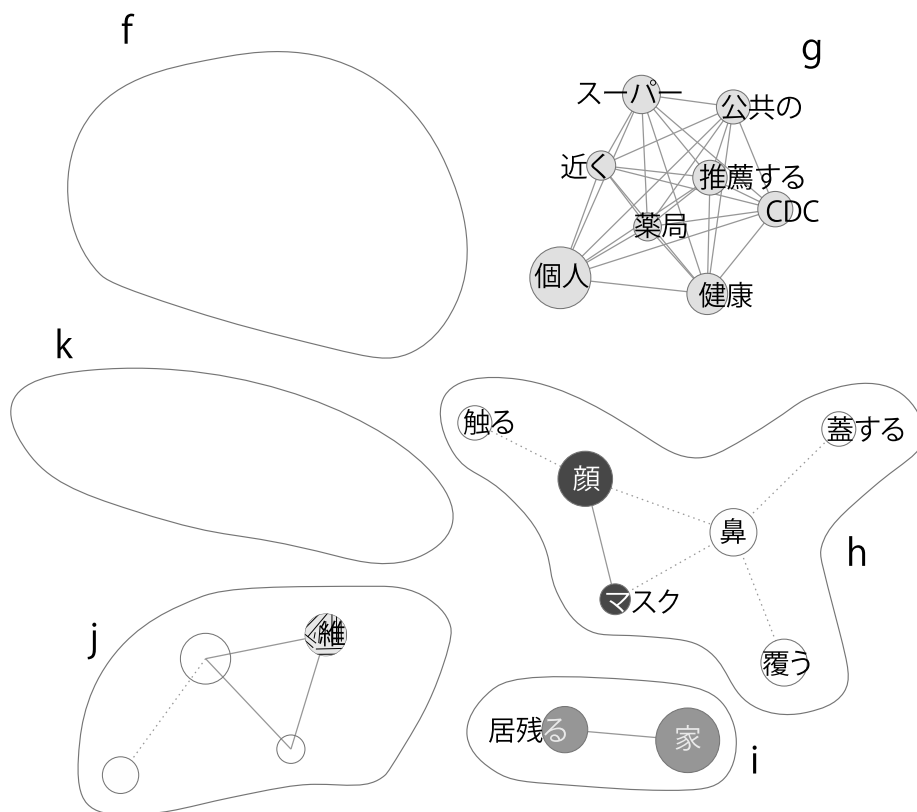 f
g
スーパー
公共の
近く
推薦する
CDC
薬局
個人
健康
k
触る
蓋する
顔
鼻
h
マスク
j
維
覆う
居残る
家
i